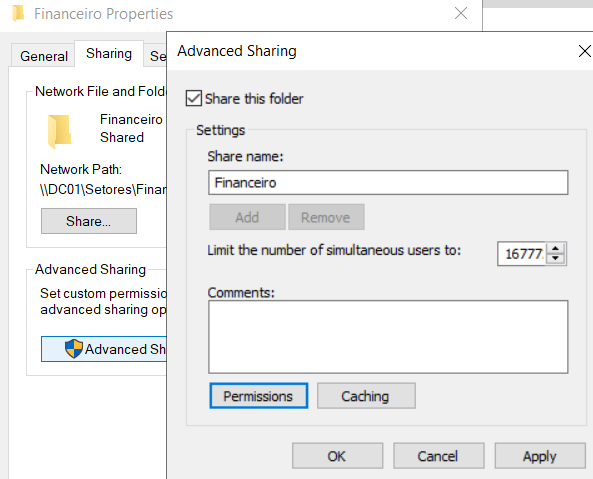 Financeiro Properties
General
Sharing
Se
Network File and Folde
Financeiro
Shared
Network Path:
\\DC01\Setores\Finan
Share...
Advanced Sharing
Set custom permissio
advanced sharing op
Advanced Sh
Advanced Sharing
Share this folder
Settings
Share name:
Financeiro
Add
Remove
Limit the number of simultaneous users to:
16777
Comments:
Permissions
Caching
OK
Cancel
Apply